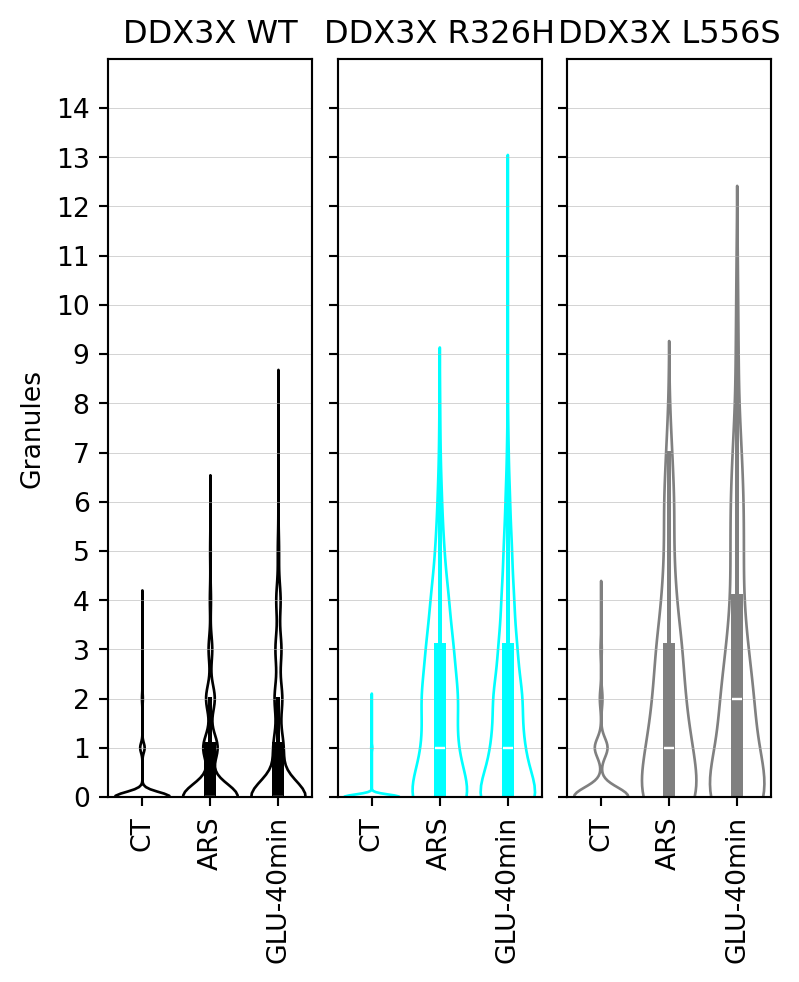 DDX3X WT
DDX3X R326H
DDX3X L556S
Granules
14
13
12
11
10
9
8
7
6
5
4
3
2
1
0
CT
ARS
GLU-40min
CT
ARS
GLU-40min
CT
ARS
GLU-40min